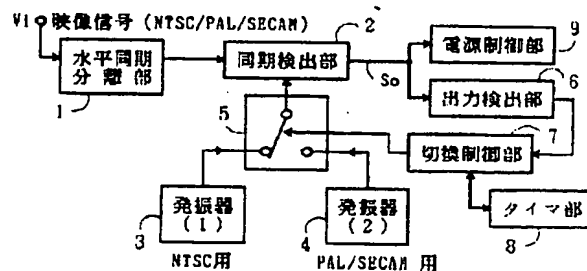 Vi 映像信号 (NTSC/PAL/SECAM)
水平同期
分離部
1
同期検出部
2
So
電源制御部
9
出力検出部
6
5
切換制御部
7
発振器
(1)
3
NTSC用
発振器
(2)
4
PAL/SECAM 用
タイマ部
8